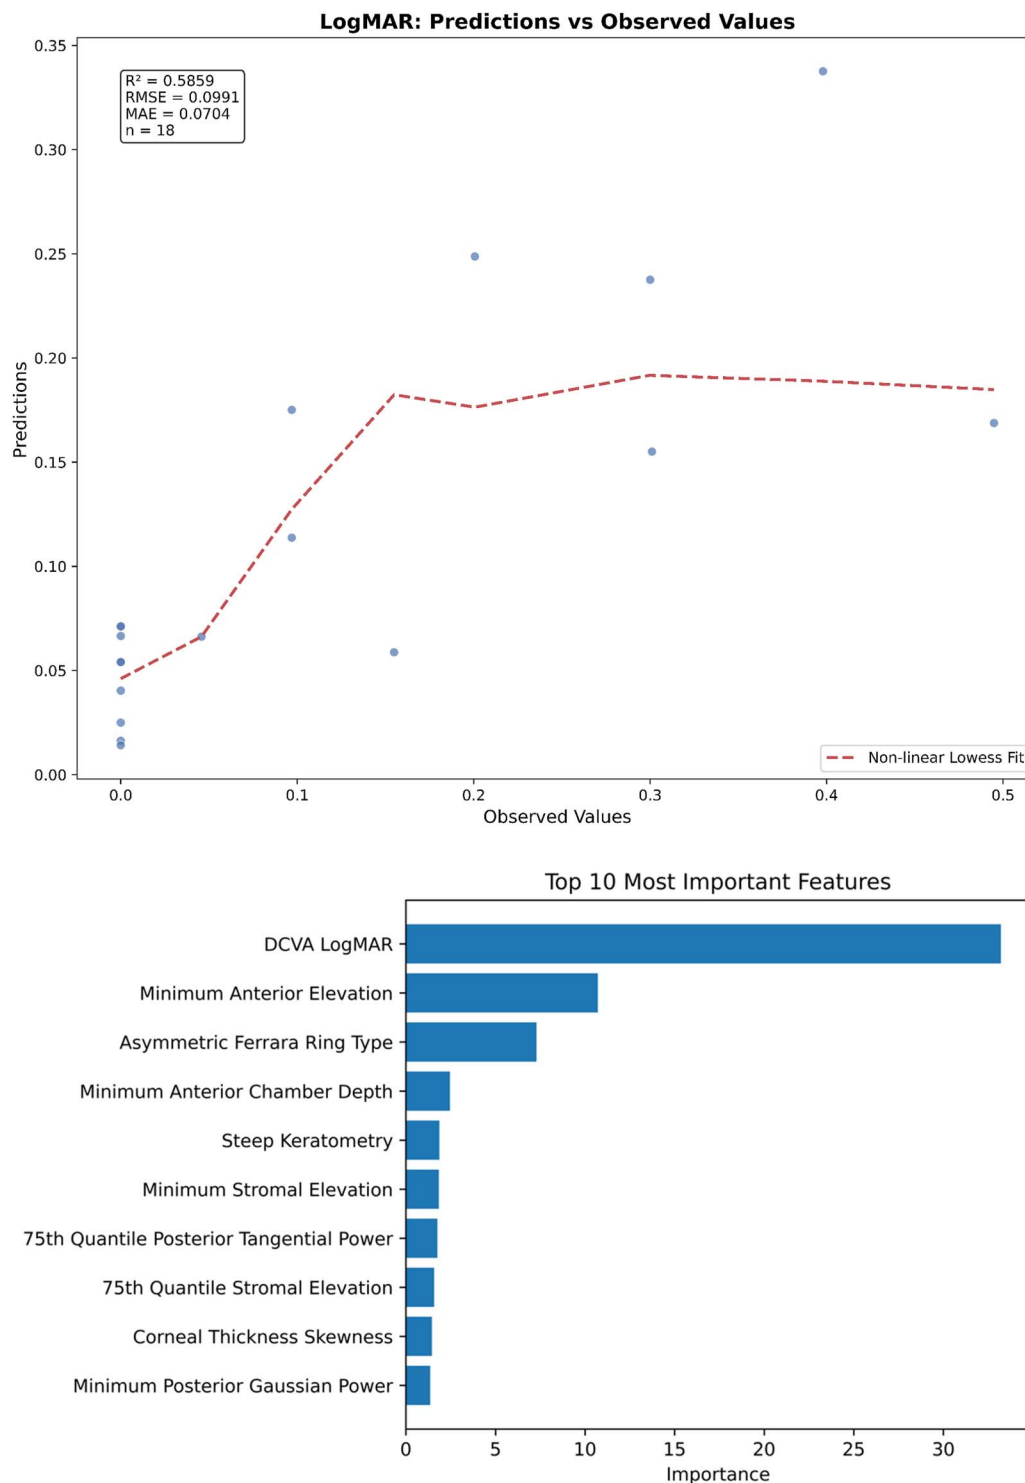 LogMAR: Predictions vs Observed Values
0.35
0.30
0.25
0.20
0.15
0.10
0.05
0.00
R² = 0.5859
RMSE = 0.0991
MAE = 0.0704
n = 18
Predictions
Non-linear Lowess Fit
0.0 0.1 0.2 0.3 0.4 0.5
Observed Values
Top 10 Most Important Features
DCVA LogMAR
Minimum Anterior Elevation
Asymmetric Ferrara Ring Type
Minimum Anterior Chamber Depth
Steep Keratometry
Minimum Stromal Elevation
75th Quantile Posterior Tangential Power
75th Quantile Stromal Elevation
Corneal Thickness Skewness
Minimum Posterior Gaussian Power
0 5 10 15 20 25 30
Importance